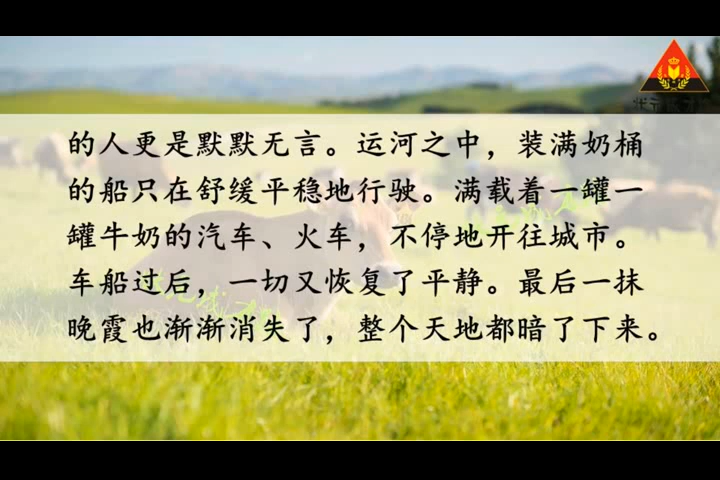 的人更是默默无言。运河之中，装满奶桶
的船只在舒缓平稳地行驶。满载着一罐一
罐牛奶的汽车、火车，不停地开往城市。
车船过后，一切又恢复了平静。最后一抹
晚霞也渐渐消失了，整个天地都暗了下来。